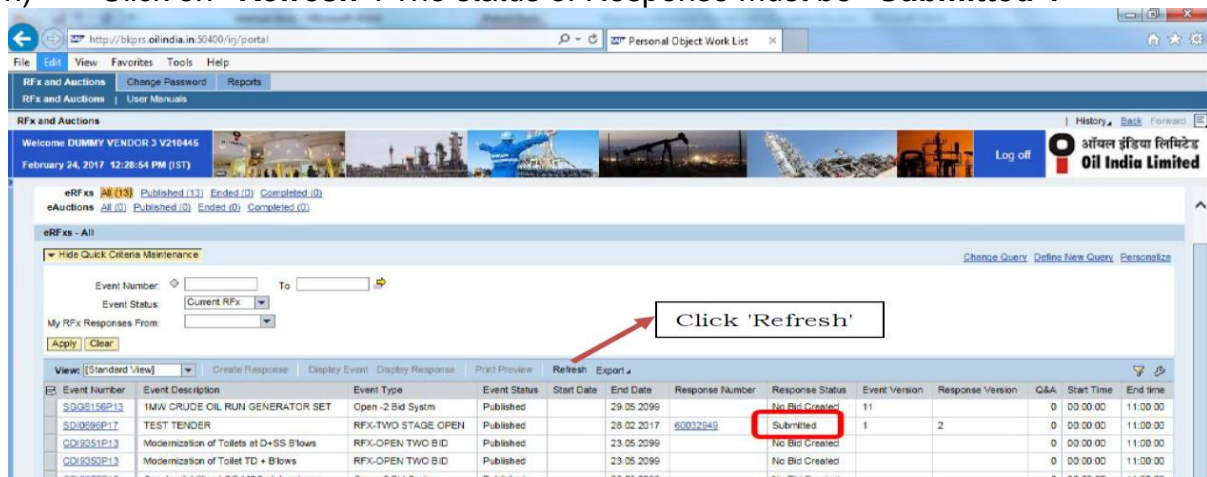 Click on "Refresh". The status of Response must be "Submitted".
http://bkprs.oilindia.in:50400/irj/portal
Personal Object Work List
File Edit View Favorites Tools Help
RFx and Auctions Change Password Reports
RFx and Auctions | User Manuals
RFx and Auctions | History Back Forward
Welcome DUMMY VENDOR 3 V210445
February 24, 2017 12:28:54 PM (IST)
Log off
ऑयल इंडिया लिमिटेड
Oil India Limited
eRFxs All (13) Published (13) Ended (0) Completed (0)
eAuctions All (0) Published (0) Ended (0) Completed (0)
eRFxs - All
Hide Quick Criteria Maintenance Change Query Define New Query Personalize
Event Number: To
Event Status: Current RFx
My RFx Responses From:
Apply Clear
Click 'Refresh'
View: [Standard View] Create Response Display Event Display Response Print Preview Refresh Export
Event Number Event Description Event Type Event Status Start Date End Date Response Number Response Status Event Version Response Version Q&A Start Time End time
SGG8156P13 1MW CRUDE OIL RUN GENERATOR SET Open -2 Bid Systm Published 29.05.2099 No Bid Created 11 0 00:00:00 11:00:00
SDI0696P17 TEST TENDER RFX-TWO STAGE OPEN Published 28.02.2017 60032949 Submitted 1 2 0 00:00:00 11:00:00
CDI9351P13 Modernization of Toilets at D+SS B'lows RFX-OPEN TWO BID Published 23.05.2099 No Bid Created 0 00:00:00 11:00:00
CDI9350P13 Modernization of Toilet TD + B'lows RFX-OPEN TWO BID Published 23.05.2099 No Bid Created 0 00:00:00 11:00:00